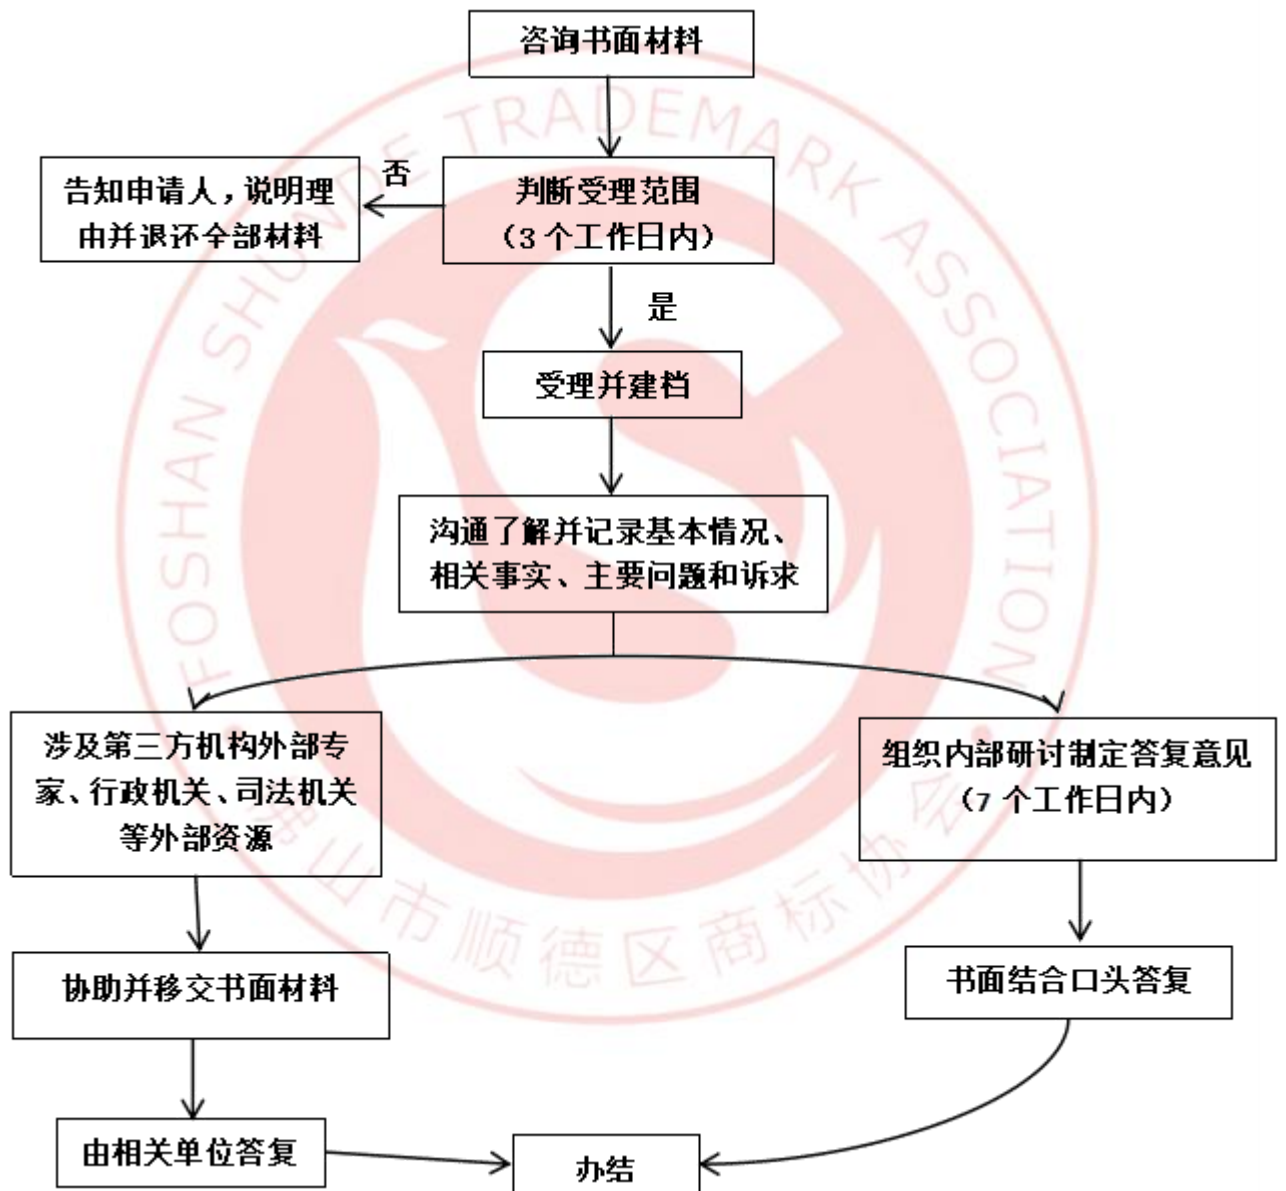 咨询书面材料
判断受理范围
（3 个工作日内）
否
告知申请人，说明理
由并退还全部材料
是
受理并建档
沟通了解并记录基本情况、
相关事实、主要问题和诉求
涉及第三方机构外部专
家、行政机关、司法机关
等外部资源
组织内部研讨制定答复意见
（7 个工作日内）
协助并移交书面材料
书面结合口头答复
由相关单位答复
办结
FOSHAN SHUNDE TRADEMARK ASSOCIATION
佛山市顺德区商标协会